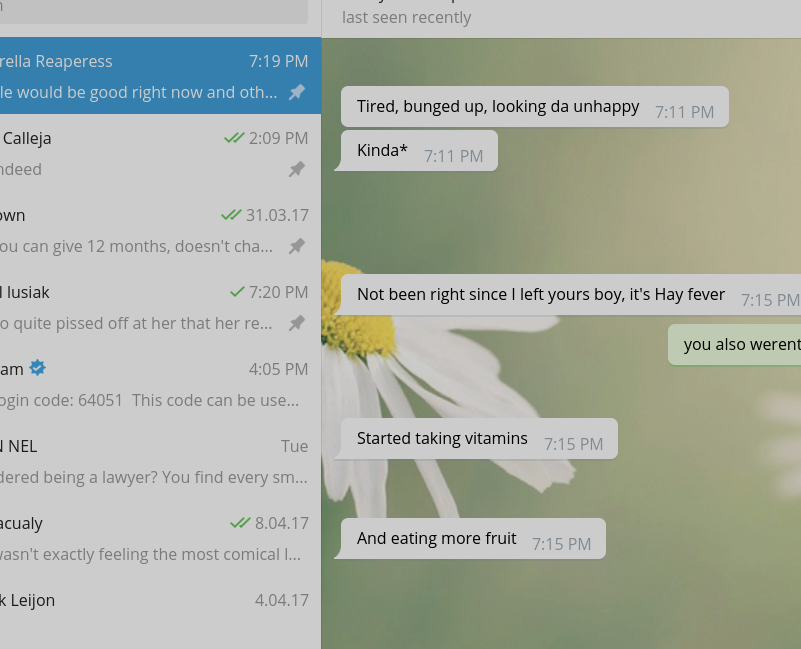 last seen recently
rella Reaperess 7:19 PM
le would be good right now and oth...
Calleja 2:09 PM
ndeed
own 31.03.17
ou can give 12 months, doesn't cha...
l lusiak 7:20 PM
o quite pissed off at her that her re...
am 4:05 PM
ogin code: 64051 This code can be use...
N NEL Tue
dered being a lawyer? You find every sm...
acualy 8.04.17
wasn't exactly feeling the most comical I...
k Leijon 4.04.17
Tired, bunged up, looking da unhappy 7:11 PM
Kinda* 7:11 PM
Not been right since I left yours boy, it's Hay fever 7:15 PM
you also werent
Started taking vitamins 7:15 PM
And eating more fruit 7:15 PM